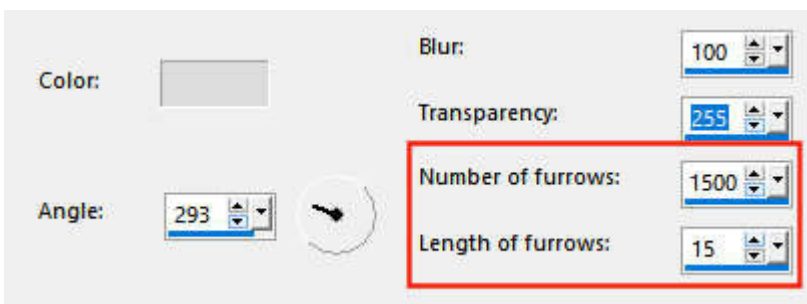 Color:
Angle: 293
Blur: 100
Transparency: 255
Number of furrows: 1500
Length of furrows: 15